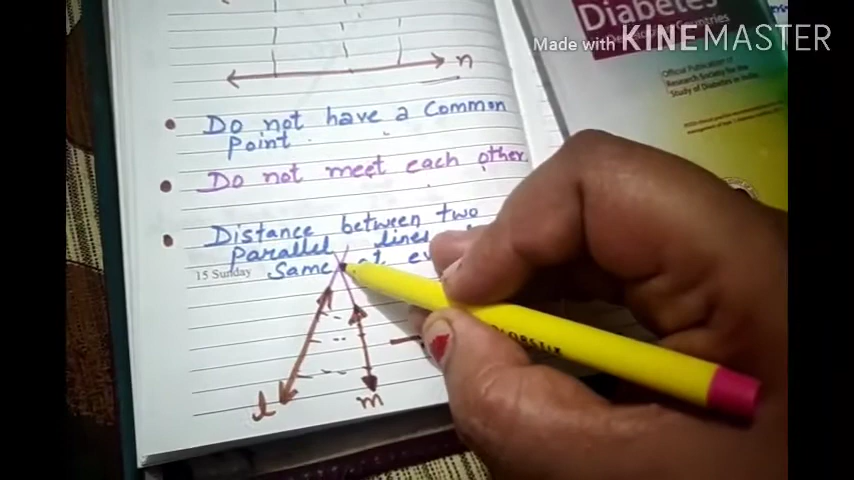 Diabetes
Official Publication of
Research Society for the
Study of Diabetes in India
Made with KINEMASTER
n
• Do not have a Common
Point
• Do not meet each other
• Distance between two
Parallel lines
Same at
15 Sunday
l
m